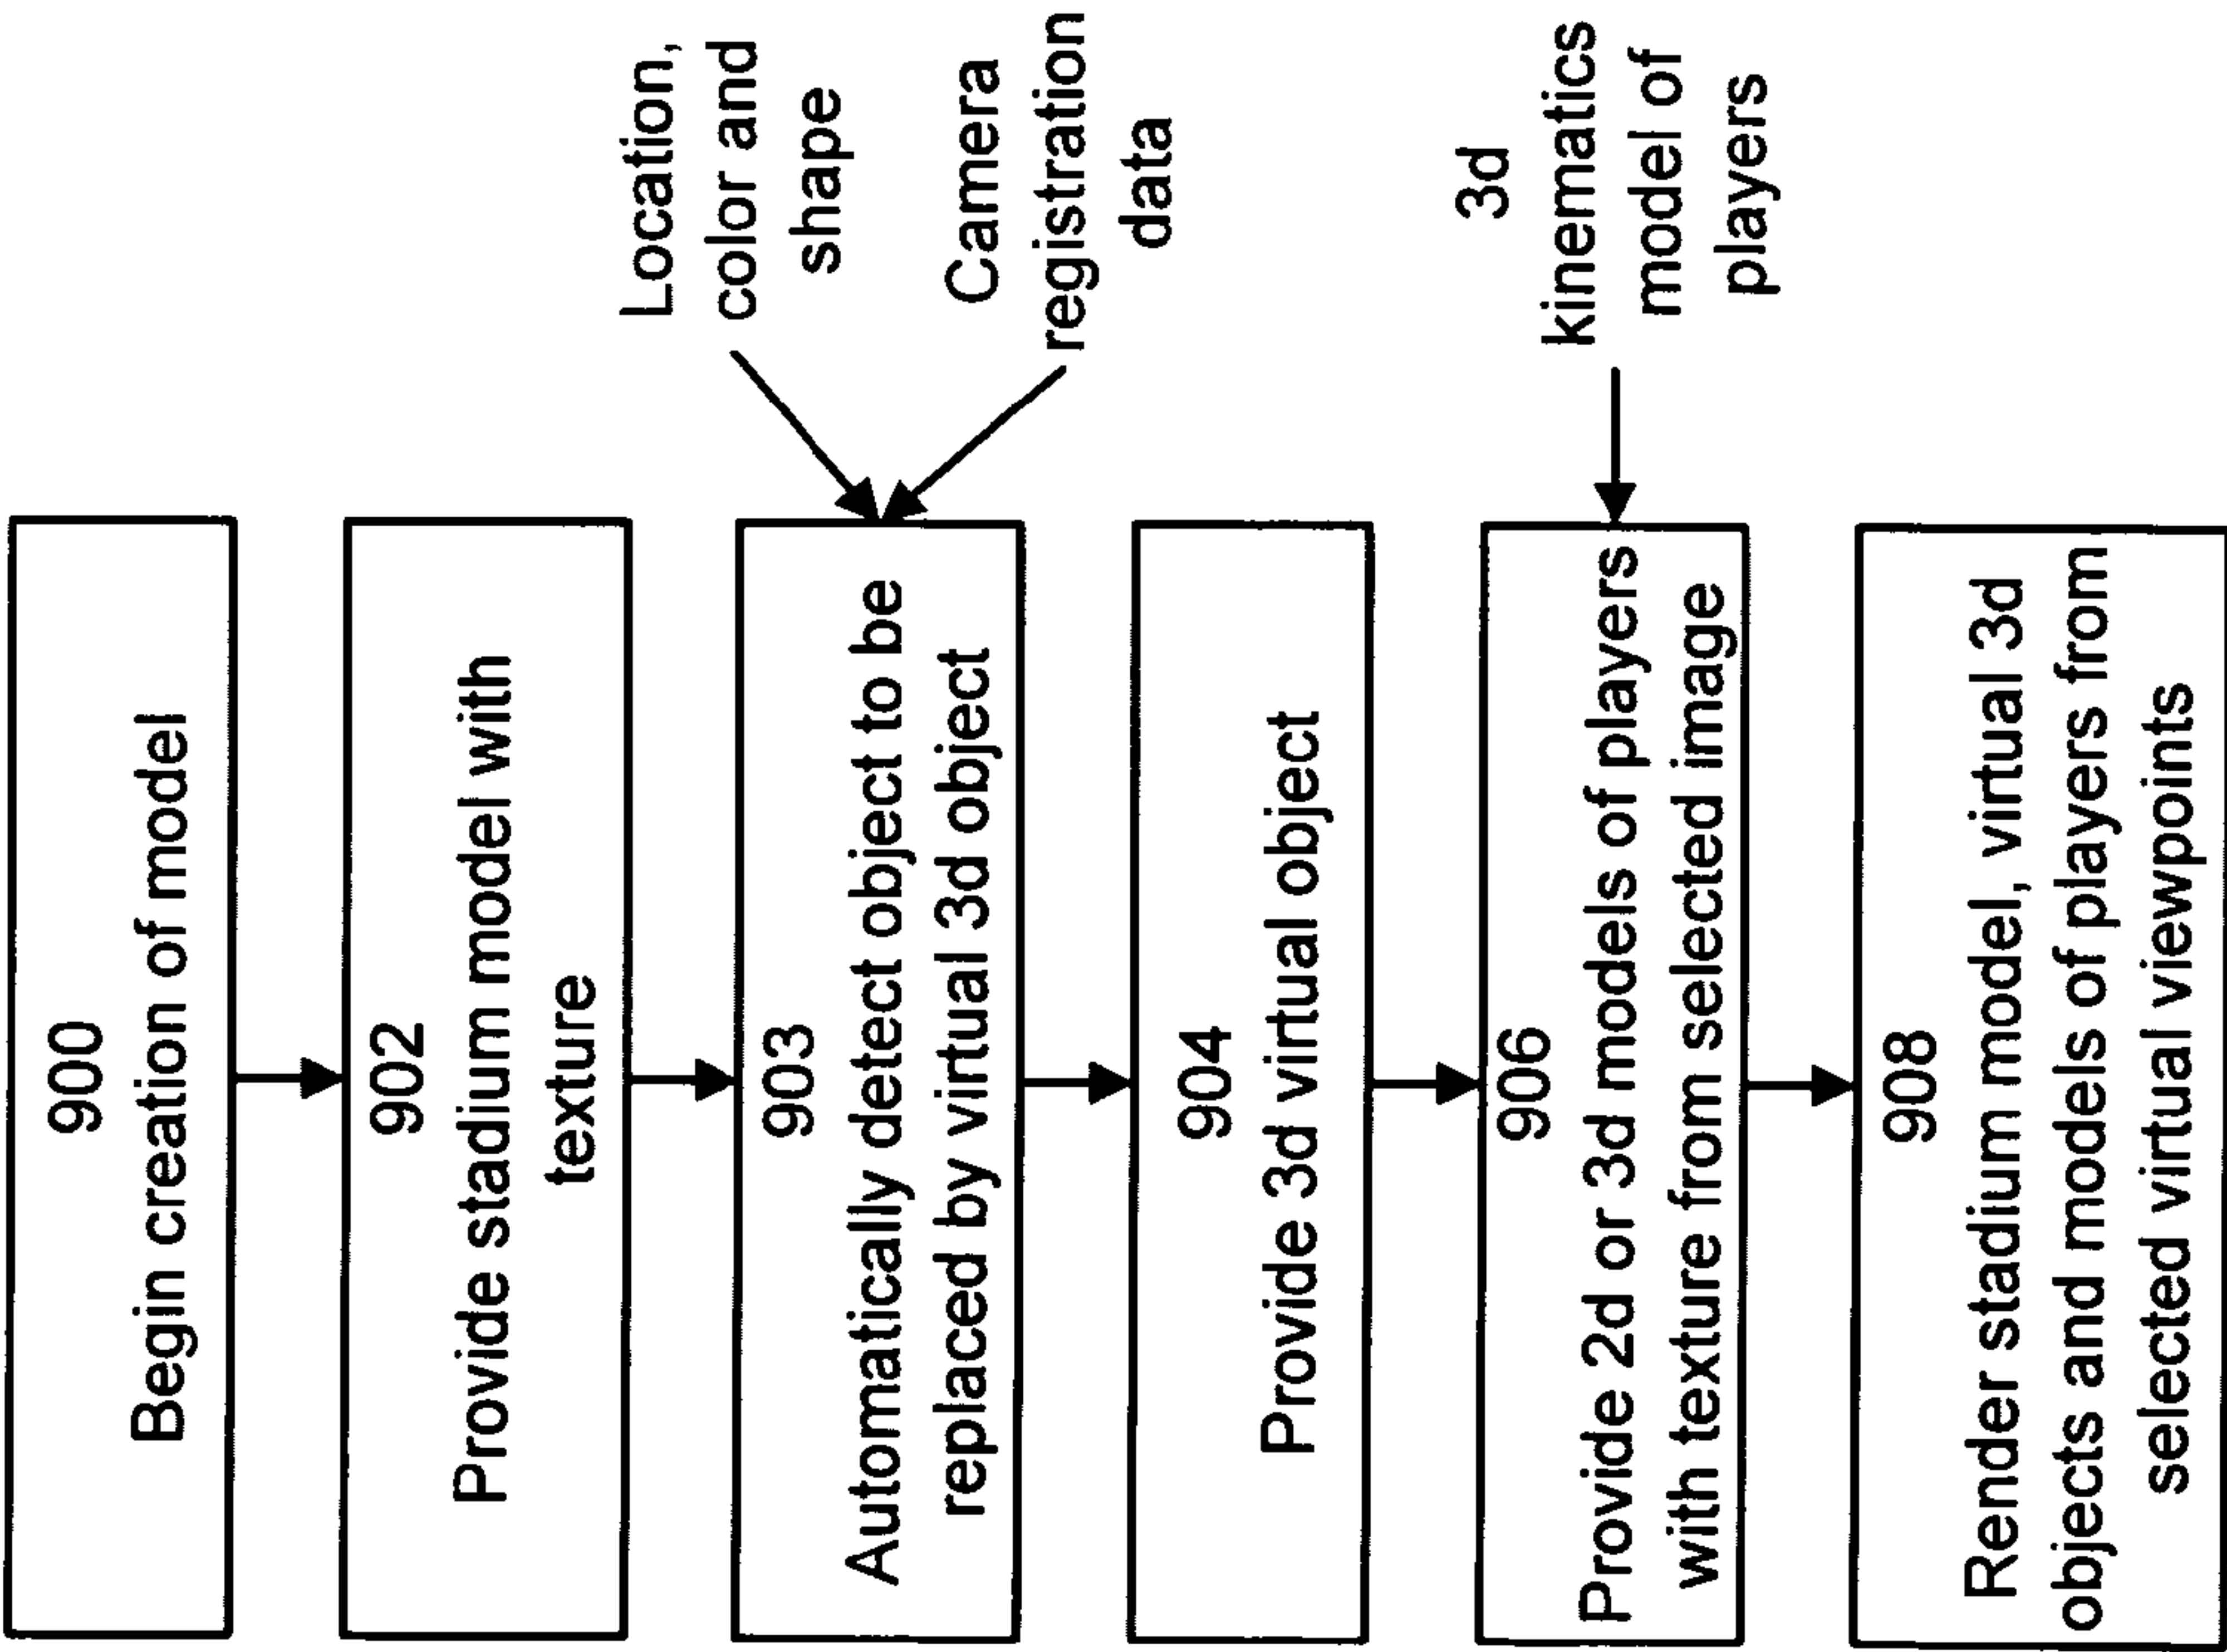 900
Begin creation of model
902
Provide stadium model with
texture
903
Automatically detect object to be
replaced by virtual 3d object
Location,
color and
shape
Camera
registration
data
904
Provide 3d virtual object
906
Provide 2d or 3d models of players
with texture from selected image
3d
kinematics
model of
players
908
Render stadium model, virtual 3d
objects and models of players from
selected virtual viewpoints